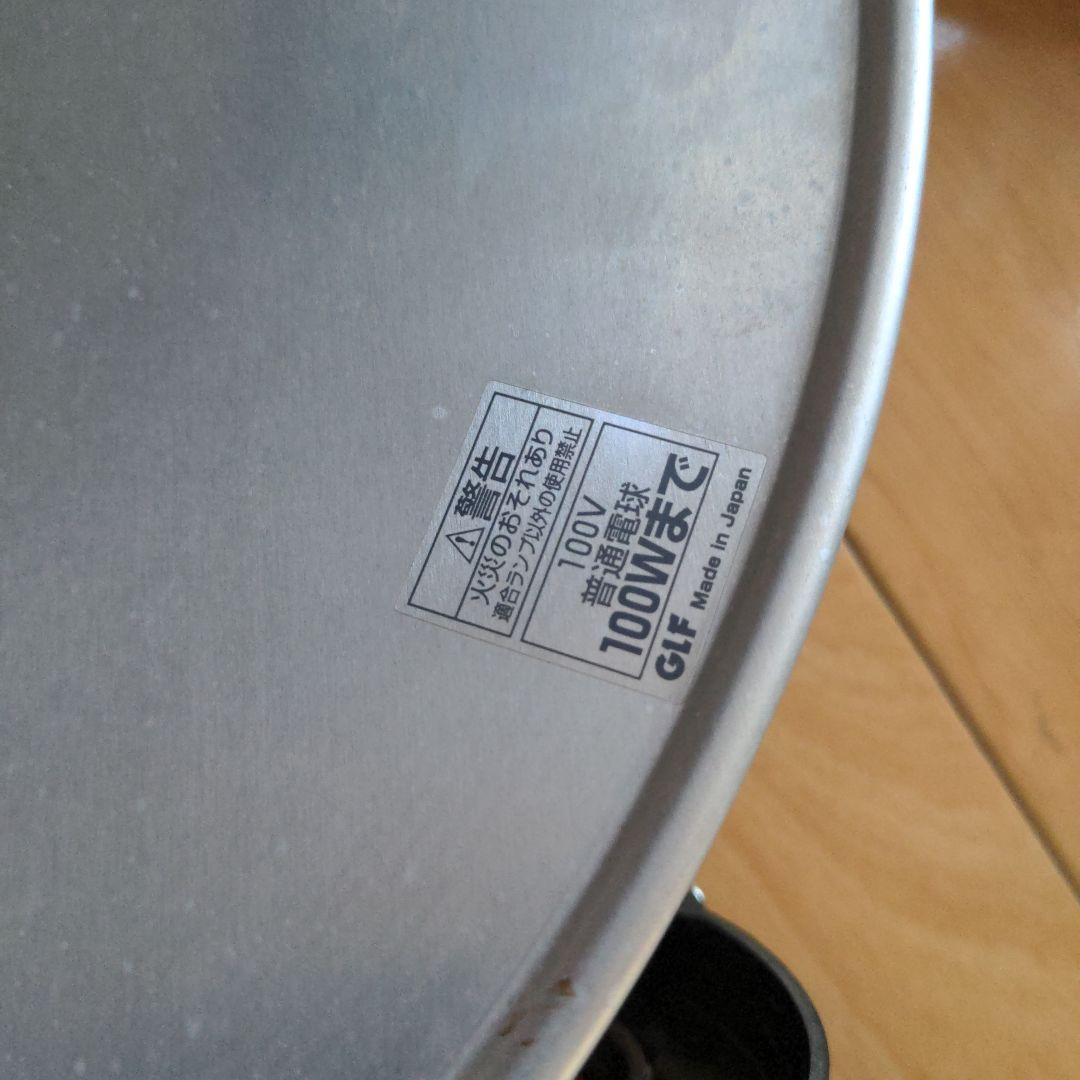 ⚠警告
火災のおそれあり
適合ランプ以外の使用禁止
100V
普通電球
100Wまで
GLF Made in Japan